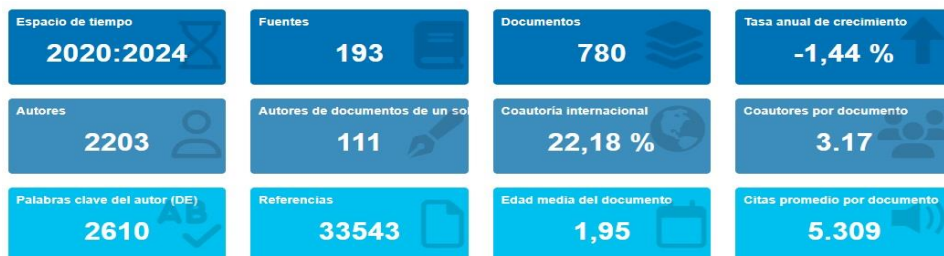 Espacio de tiempo
2020:2024
Fuentes
193
Documentos
780
Tasa anual de crecimiento
-1,44 %
Autores
2203
Autores de documentos de un sol
111
Coautoría internacional
22,18 %
Coautores por documento
3.17
Palabras clave del autor (DE)
2610
AB
Referencias
33543
Edad media del documento
1,95
Citas promedio por documento
5.309